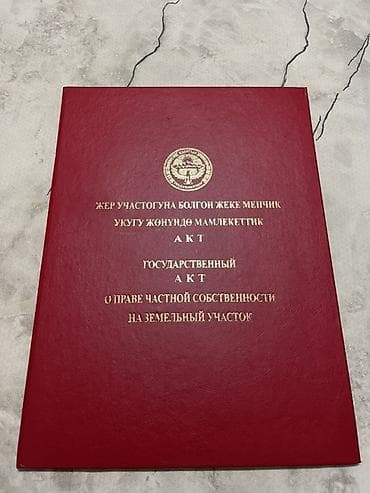 ЖЕР УЧАСТОГУНА БОЛГОН ЖЕКЕ МЕНЧИК
УКУГУ ЖӨНҮНДӨ МАМЛЕКЕТТИК
АКТ
ГОСУДАРСТВЕННЫЙ
АКТ
О ПРАВЕ ЧАСТНОЙ СОБСТВЕННОСТИ
НА ЗЕМЕЛЬНЫЙ УЧАСТОК